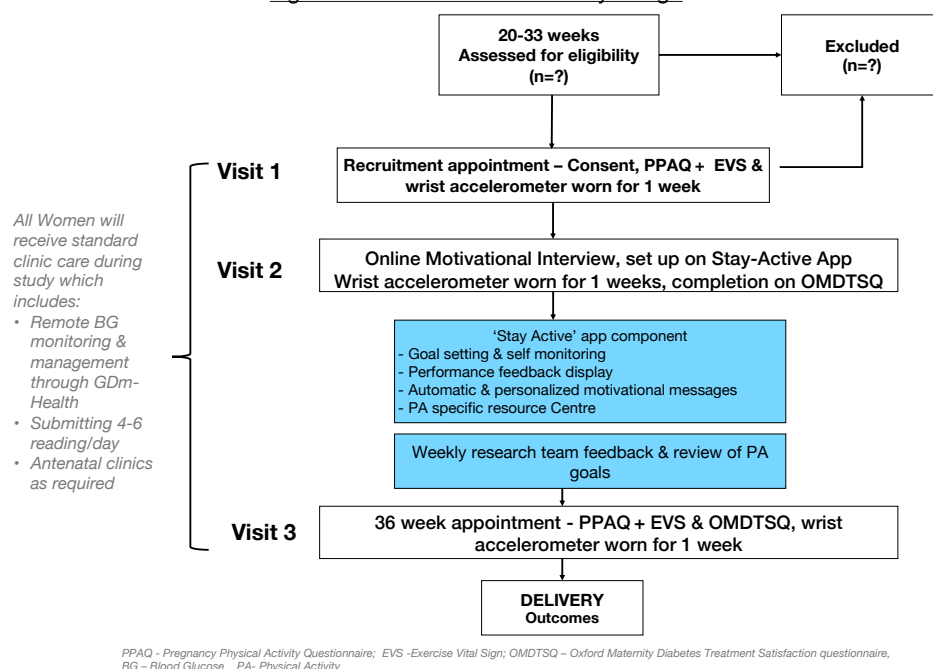 20-33 weeks
Assessed for eligibility
(n=?)
Excluded
(n=?)
Visit 1
Recruitment appointment – Consent, PPAQ + EVS &
wrist accelerometer worn for 1 week
All Women will
receive standard
clinic care during
study which
includes:
• Remote BG
monitoring &
management
through GDm-
Health
• Submitting 4-6
reading/day
• Antenatal clinics
as required
Visit 2
Online Motivational Interview, set up on Stay-Active App
Wrist accelerometer worn for 1 weeks, completion on OMDTSQ
‘Stay Active’ app component
- Goal setting & self monitoring
- Performance feedback display
- Automatic & personalized motivational messages
- PA specific resource Centre
Weekly research team feedback & review of PA
goals
Visit 3
36 week appointment - PPAQ + EVS & OMDTSQ, wrist
accelerometer worn for 1 week
DELIVERY
Outcomes
PPAQ - Pregnancy Physical Activity Questionnaire; EVS -Exercise Vital Sign; OMDTSQ – Oxford Maternity Diabetes Treatment Satisfaction questionnaire,
BG – Blood Glucose PA- Physical Activity